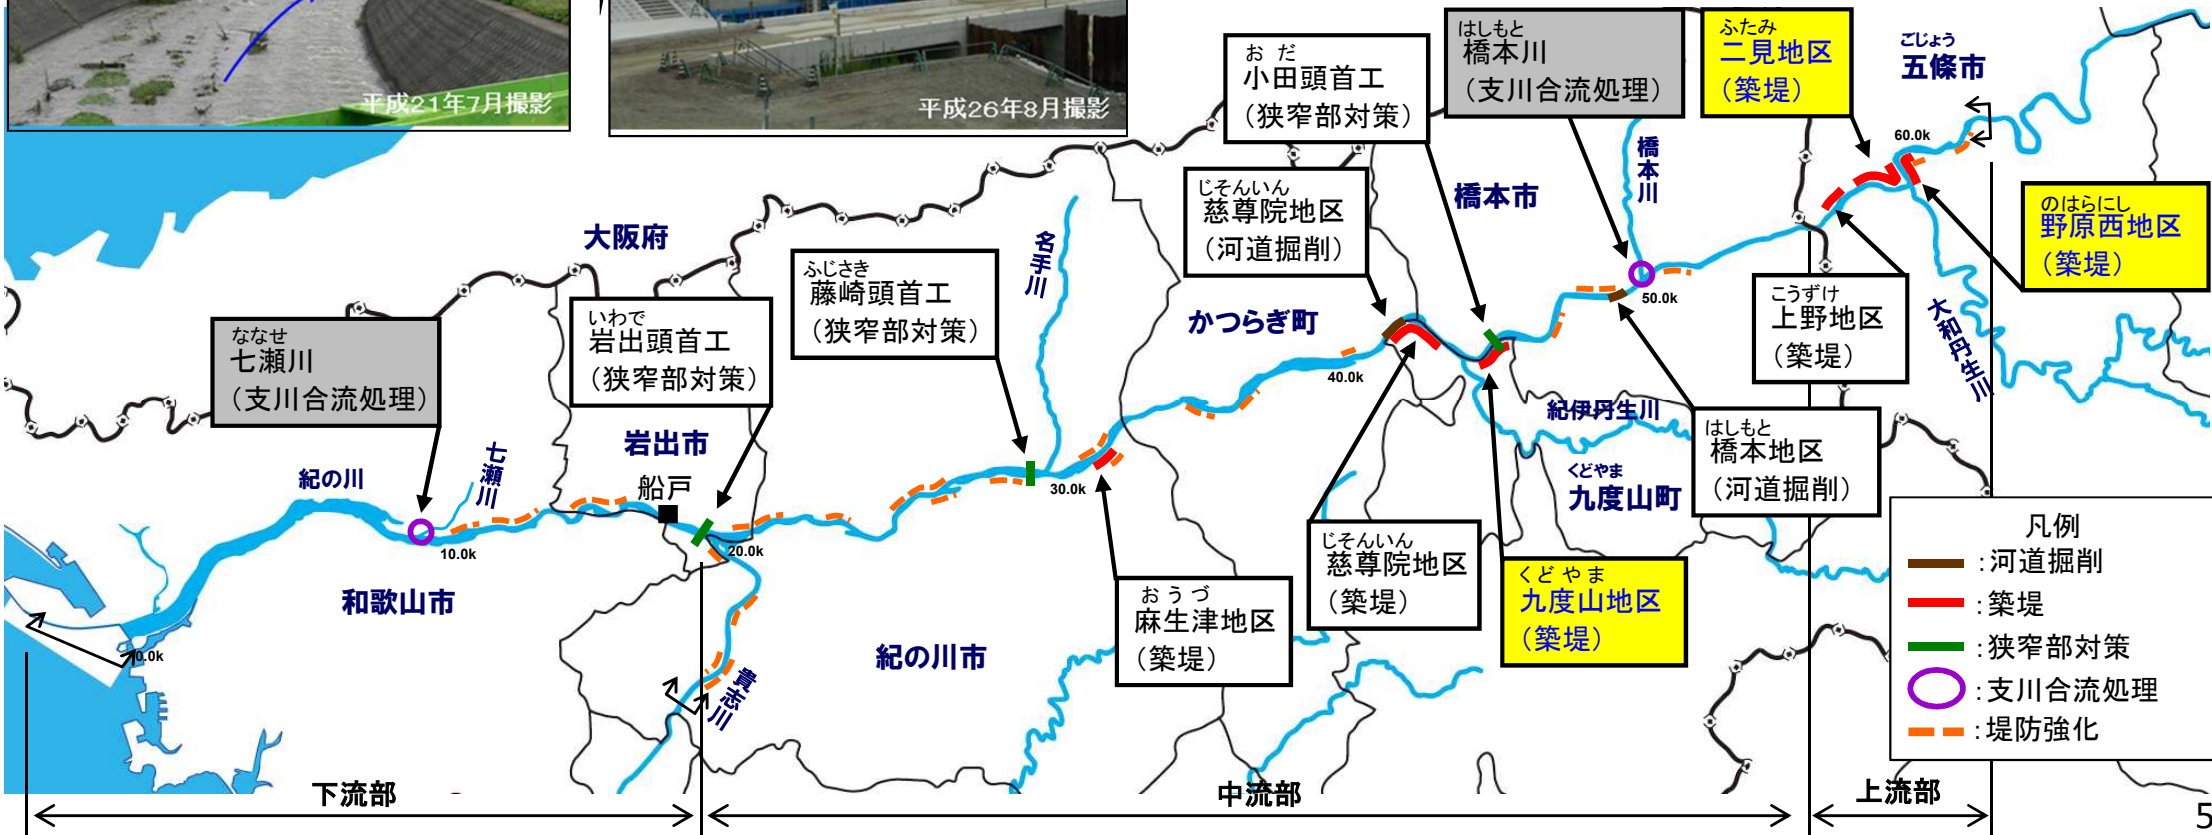 平成21年7月撮影
平成26年8月撮影
おだ
小田頭首工
(狭窄部対策)
はしもと
橋本川
(支川合流処理)
ふたみ
二見地区
(築堤)
ごじょう
五條市
60.0k
じそんいん
慈尊院地区
(河道掘削)
橋本市
橋本川
のはらにし
野原西地区
(築堤)
大阪府
名手川
ふじさき
藤崎頭首工
(狭窄部対策)
かつらぎ町
50.0k
こうずけ
上野地区
(築堤)
大和丹生川
ななせ
七瀬川
(支川合流処理)
いわで
岩出頭首工
(狭窄部対策)
40.0k
紀伊丹生川
はしもと
橋本地区
(河道掘削)
岩出市
船戸
七瀬川
紀の川
30.0k
くどやま
九度山町
10.0k
20.0k
じそんいん
慈尊院地区
(築堤)
くどやま
九度山地区
(築堤)
おうづ
麻生津地区
(築堤)
和歌山市
紀の川市
貴志川
0.0k
凡例
:河道掘削
:築堤
:狭窄部対策
:支川合流処理
:堤防強化
下流部
中流部
上流部
5